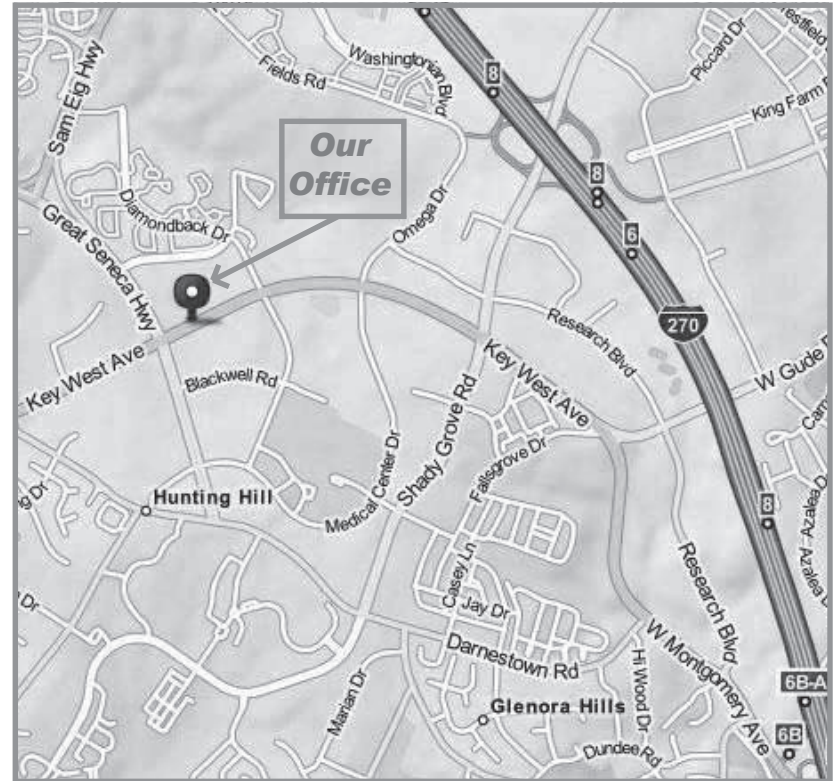 Sam Eig Hwy
Fields Rd
Washingtonian
Blvd
8
Piccard Dr
King Farm
Our
Office
8
Diamondback Dr
Omega Dr
6
Great Seneca Hwy
270
Research Blvd
Key West Ave
Key West Ave
W Gude
Blackwell Rd
Shady Grove Rd
Fallsgrove Dr
Medical Center Dr
Hunting Hill
8
Azalea D
Azalea
Casey Ln
Jay Dr
Research Blvd
Darnestown Rd
W Montgomery Ave
Marian Dr
Hi Wood Dr
6B-A
Glenora Hills
6B
Dundee Rd